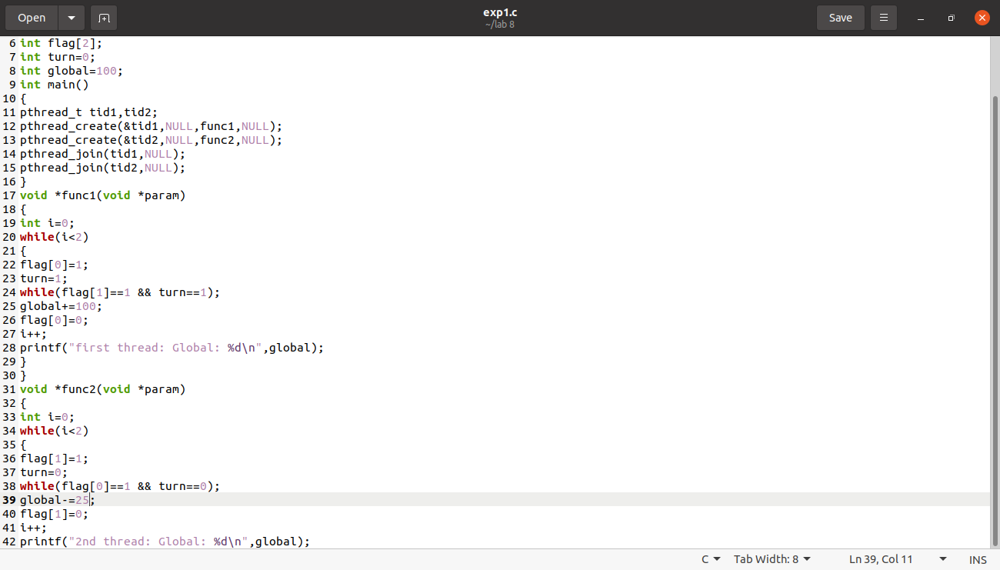 Open
exp1.c
~/lab 8
Save
6 int flag[2];
7 int turn=0;
8 int global=100;
9 int main()
10 {
11 pthread_t tid1,tid2;
12 pthread_create(&tid1,NULL,func1,NULL);
13 pthread_create(&tid2,NULL,func2,NULL);
14 pthread_join(tid1,NULL);
15 pthread_join(tid2,NULL);
16 }
17 void *func1(void *param)
18 {
19 int i=0;
20 while(i<2)
21 {
22 flag[0]=1;
23 turn=1;
24 while(flag[1]==1 && turn==1);
25 global+=100;
26 flag[0]=0;
27 i++;
28 printf("first thread: Global: %d\n",global);
29 }
30 }
31 void *func2(void *param)
32 {
33 int i=0;
34 while(i<2)
35 {
36 flag[1]=1;
37 turn=0;
38 while(flag[0]==1 && turn==0);
39 global-=25;
40 flag[1]=0;
41 i++;
42 printf("2nd thread: Global: %d\n",global);
C Tab Width: 8 Ln 39, Col 11 INS